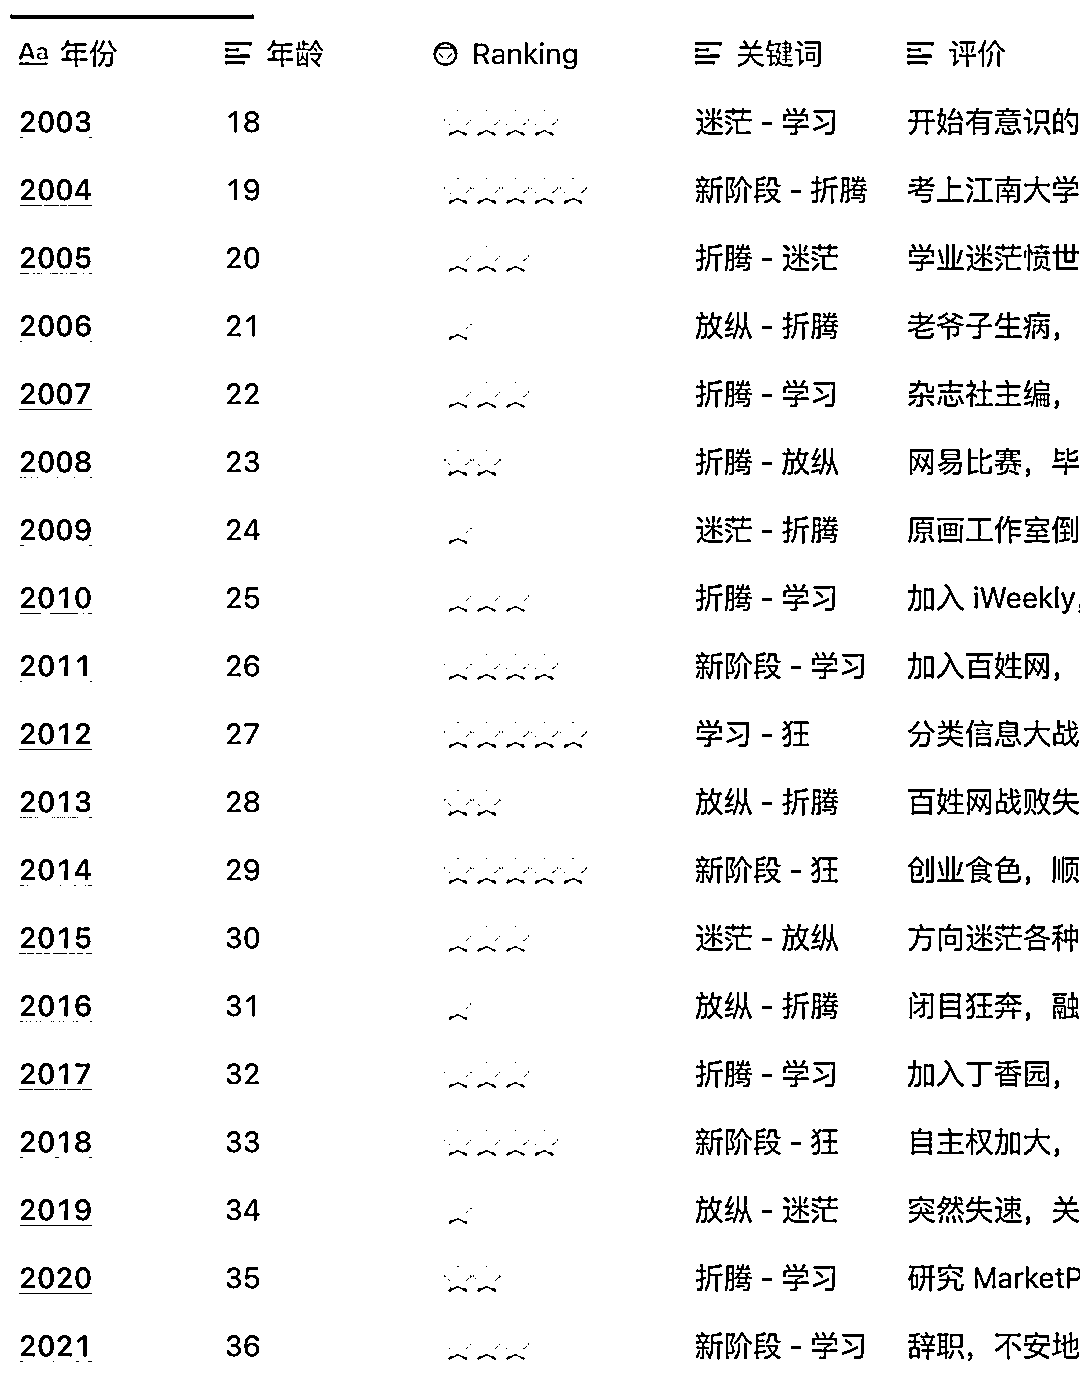 Aa 年份 年龄 Ranking 关键词 评价
2003 18 ⭐⭐⭐⭐ 迷茫 - 学习 开始有意识的
2004 19 ⭐⭐⭐⭐⭐ 新阶段 - 折腾 考上江南大学
2005 20 ⭐⭐⭐ 折腾 - 迷茫 学业迷茫愤世
2006 21 ⭐ 放纵 - 折腾 老爷子生病，
2007 22 ⭐⭐⭐ 折腾 - 学习 杂志社主编，
2008 23 ⭐⭐ 折腾 - 放纵 网易比赛，毕
2009 24 ⭐ 迷茫 - 折腾 原画工作室倒
2010 25 ⭐⭐⭐ 折腾 - 学习 加入 iWeekly,
2011 26 ⭐⭐⭐⭐ 新阶段 - 学习 加入百姓网，
2012 27 ⭐⭐⭐⭐⭐ 学习 - 狂 分类信息大战
2013 28 ⭐⭐ 放纵 - 折腾 百姓网战败失
2014 29 ⭐⭐⭐⭐⭐ 新阶段 - 狂 创业食色，顺
2015 30 ⭐⭐⭐ 迷茫 - 放纵 方向迷茫各种
2016 31 ⭐ 放纵 - 折腾 闭目狂奔，融
2017 32 ⭐⭐⭐ 折腾 - 学习 加入丁香园，
2018 33 ⭐⭐⭐⭐ 新阶段 - 狂 自主权加大，
2019 34 ⭐ 放纵 - 迷茫 突然失速，关
2020 35 ⭐⭐ 折腾 - 学习 研究 MarketP
2021 36 ⭐⭐⭐ 新阶段 - 学习 辞职，不安地